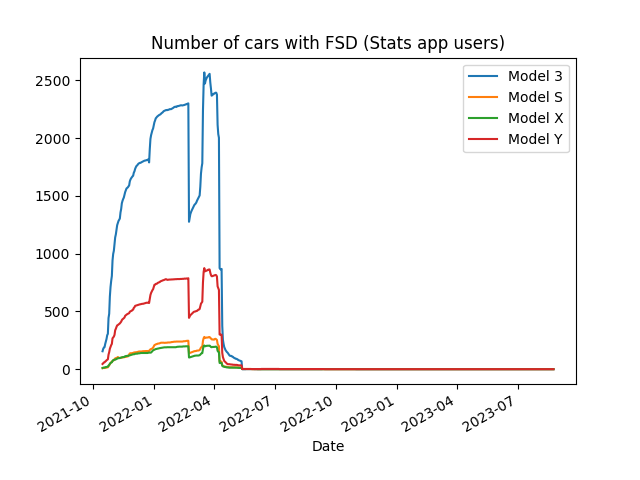 Number of cars with FSD (Stats app users)
2500
2000
1500
1000
500
0
Model 3
Model S
Model X
Model Y
2021-10
2022-01
2022-04
2022-07
2022-10
2023-01
2023-04
2023-07
Date